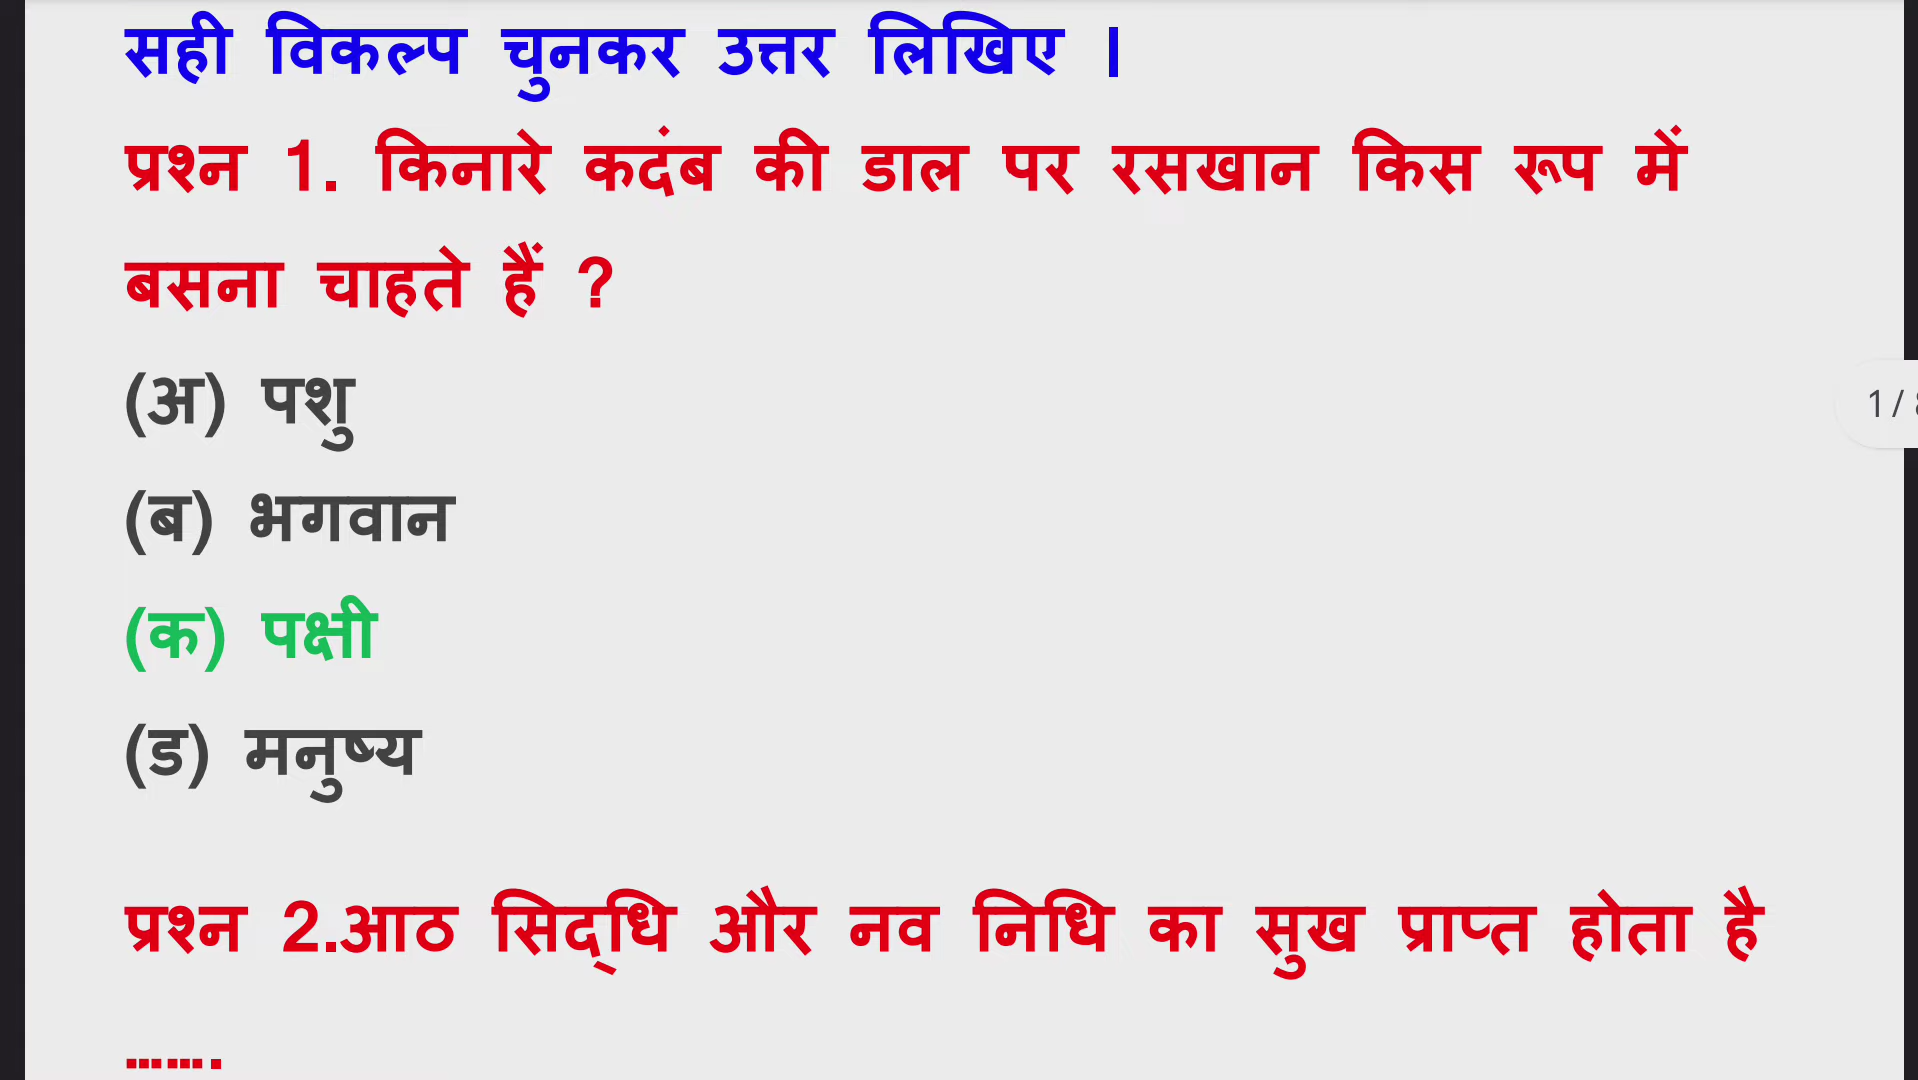 सही विकल्प चुनकर उत्तर लिखिए ।
प्रश्न 1. किनारे कदंब की डाल पर रसखान किस रूप में
बसना चाहते हैं ?
(अ) पशु
(ब) भगवान
(क) पक्षी
(ड) मनुष्य
1 /
प्रश्न 2.आठ सिद्‌धि और नव निधि का सुख प्राप्त होता है
…….